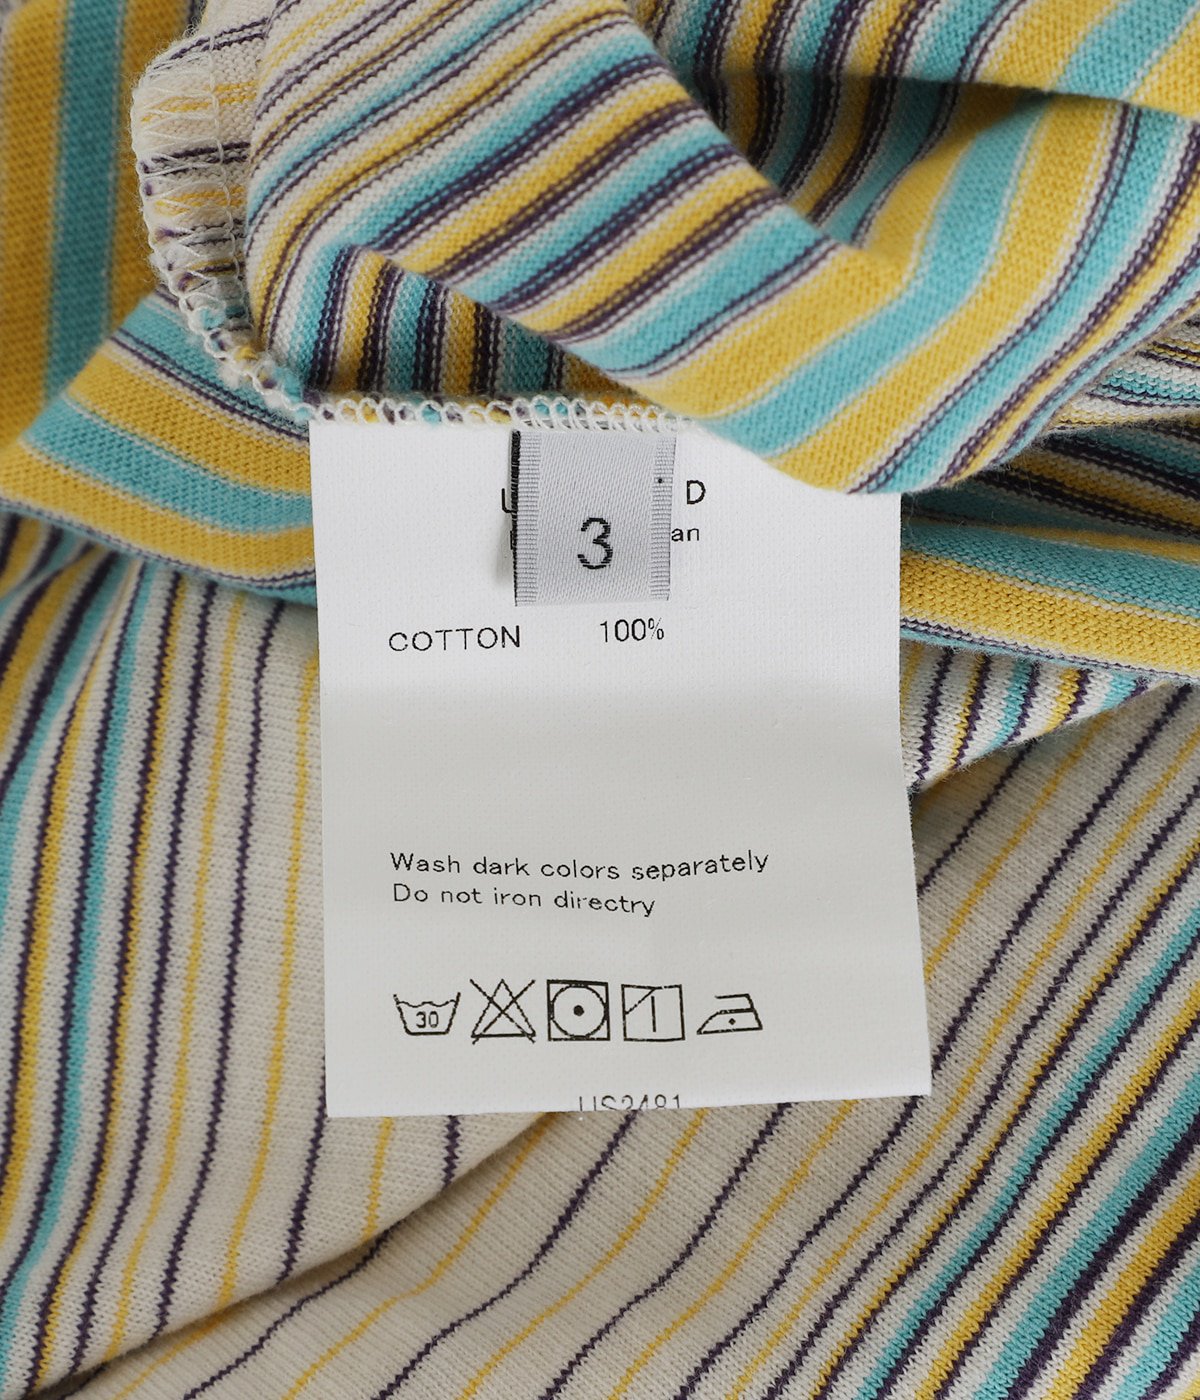 D
3
COTTON 100%
Wash dark colors separately
Do not iron directry
30